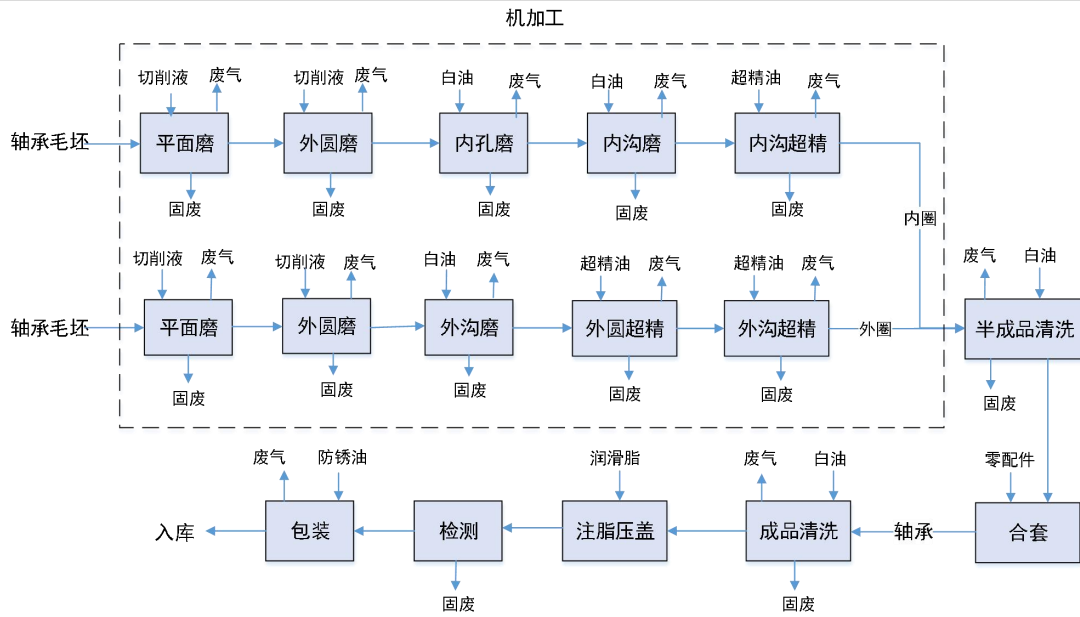 机加工
切削液
废气
切削液
废气
白油
废气
白油
废气
超精油
废气
轴承毛坯
平面磨
外圆磨
内孔磨
内沟磨
内沟超精
固废
固废
固废
固废
固废
内圈
切削液
废气
切削液
废气
白油
废气
超精油
废气
超精油
废气
废气
白油
轴承毛坯
平面磨
外圆磨
外沟磨
外圆超精
外沟超精
外圈
半成品清洗
固废
固废
固废
固废
固废
固废
废气
防锈油
润滑脂
废气
白油
零配件
入库
包装
检测
注脂压盖
成品清洗
轴承
合套
固废
固废